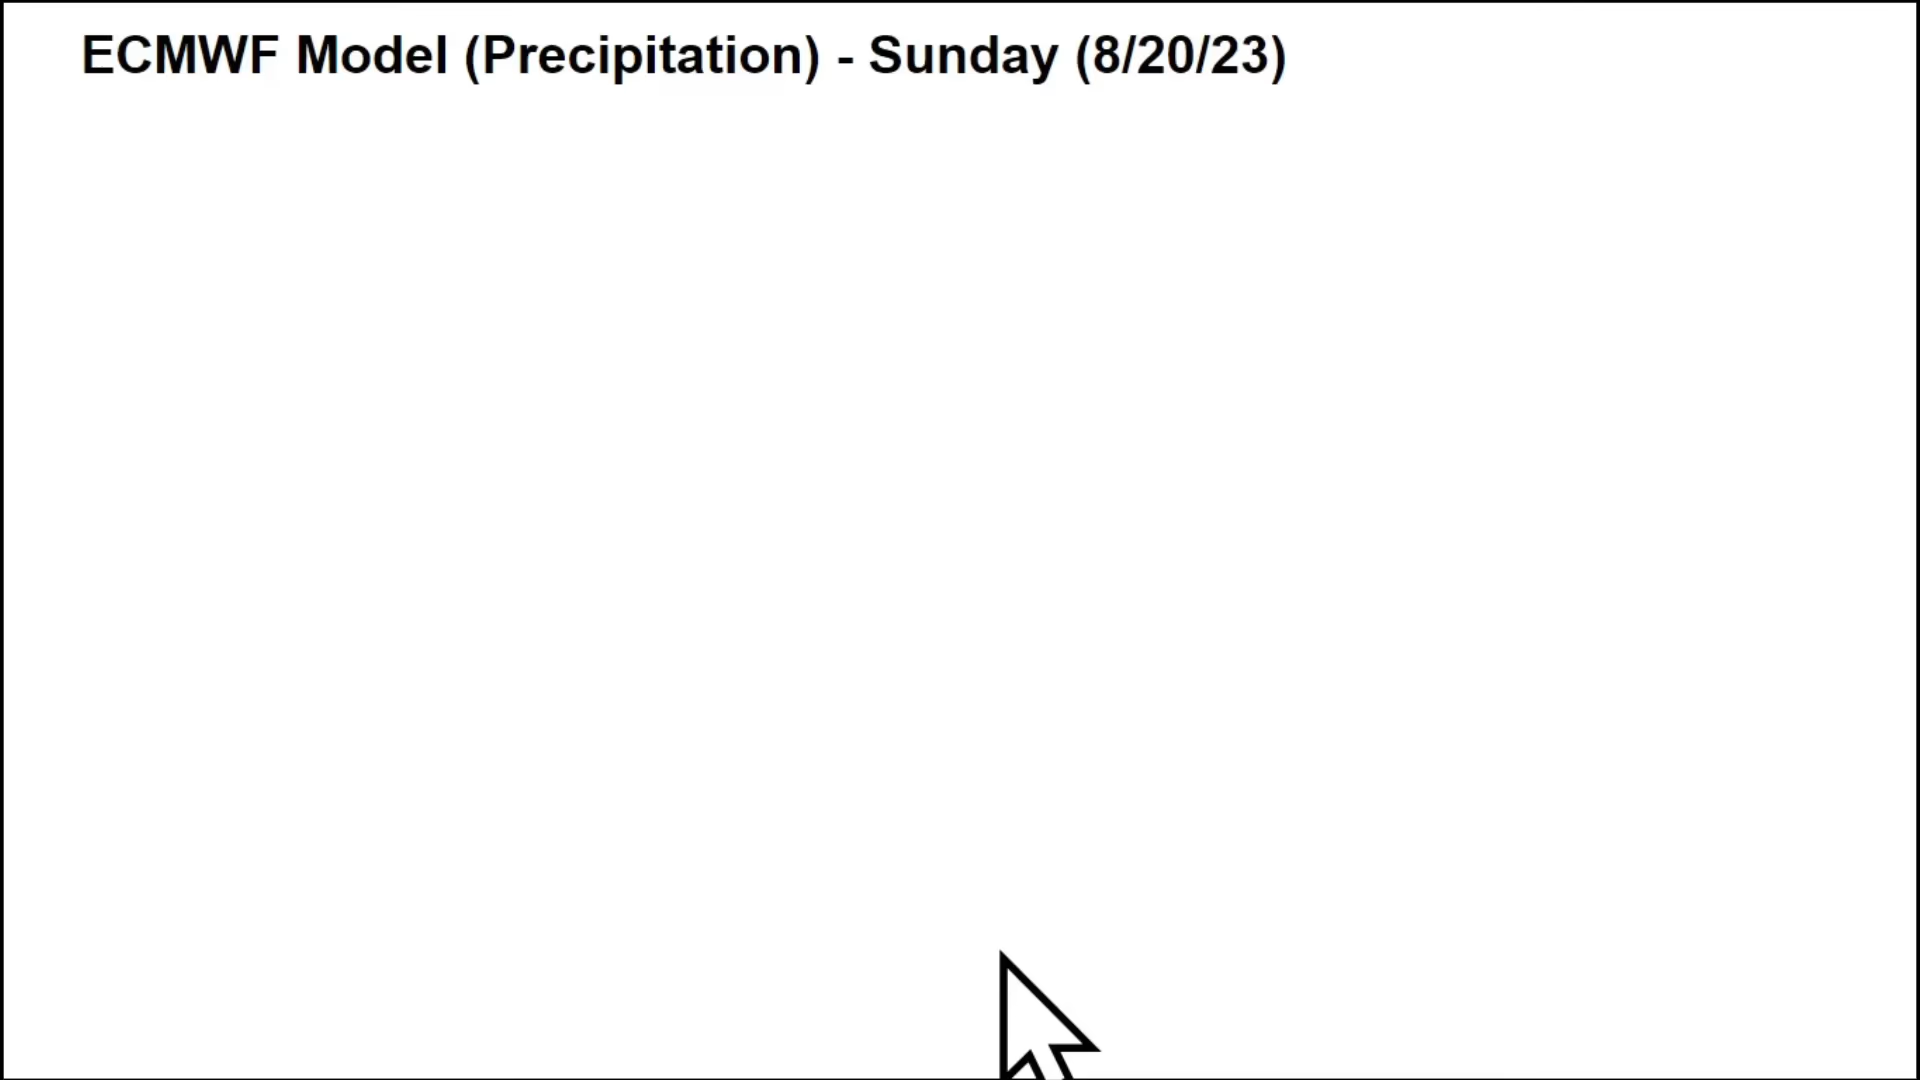 ECMWF Model (Precipitation) - Sunday (8/20/23)